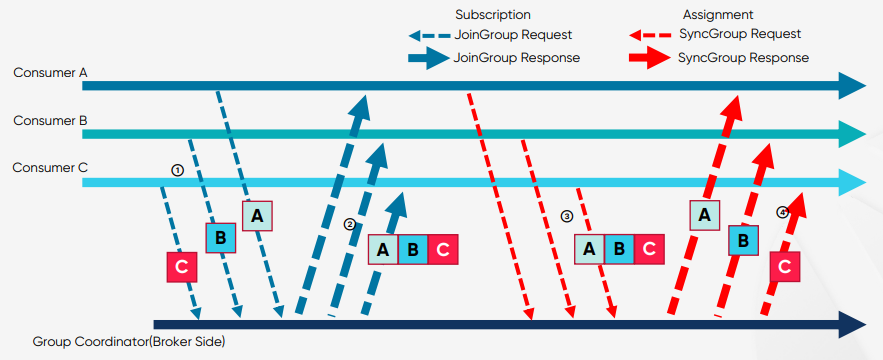 Subscription
JoinGroup Request
JoinGroup Response
Assignment
SyncGroup Request
SyncGroup Response
Consumer A
Consumer B
Consumer C
1
A
B
C
2
A B C
3
A B C
4
A
B
C
Group Coordinator(Broker Side)